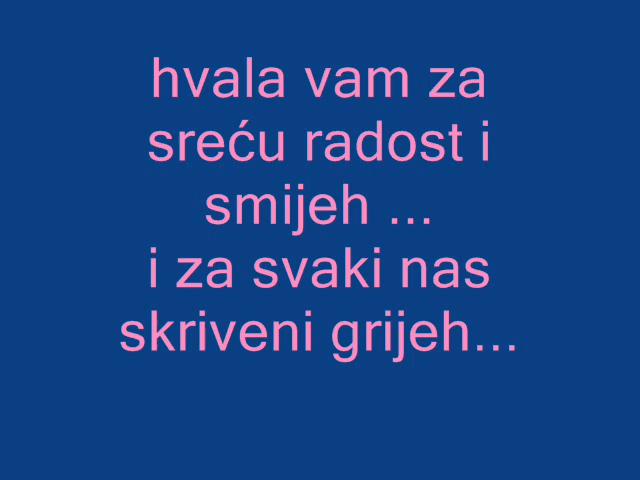 hvala vam za
sreću radost i
smijeh ...
i za svaki nas
skriveni grijeh...